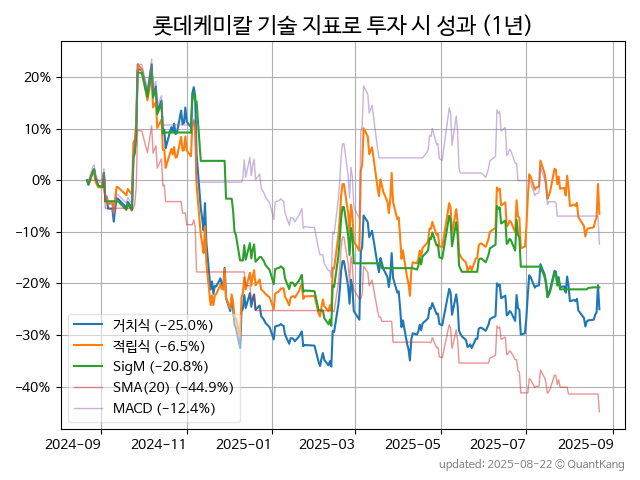 롯데케미칼 기술 지표로 투자 시 성과 (1년)
20%
10%
0%
−10%
−20%
−30%
−40%
거치식 (−25.0%)
적립식 (−6.5%)
SigM (−20.8%)
SMA(20) (−44.9%)
MACD (−12.4%)
2024−09 2024−11 2025−01 2025−03 2025−05 2025−07 2025−09
updated: 2025−08−22 © QuantKang